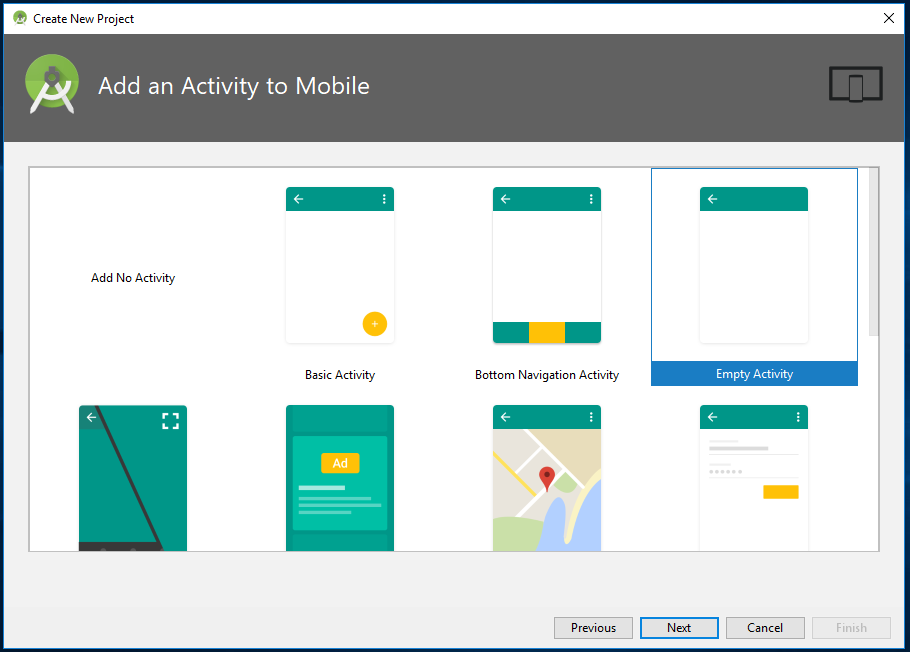 Create New Project
Add an Activity to Mobile
Add No Activity
Basic Activity
Bottom Navigation Activity
Empty Activity
Ad
Previous
Next
Cancel
Finish